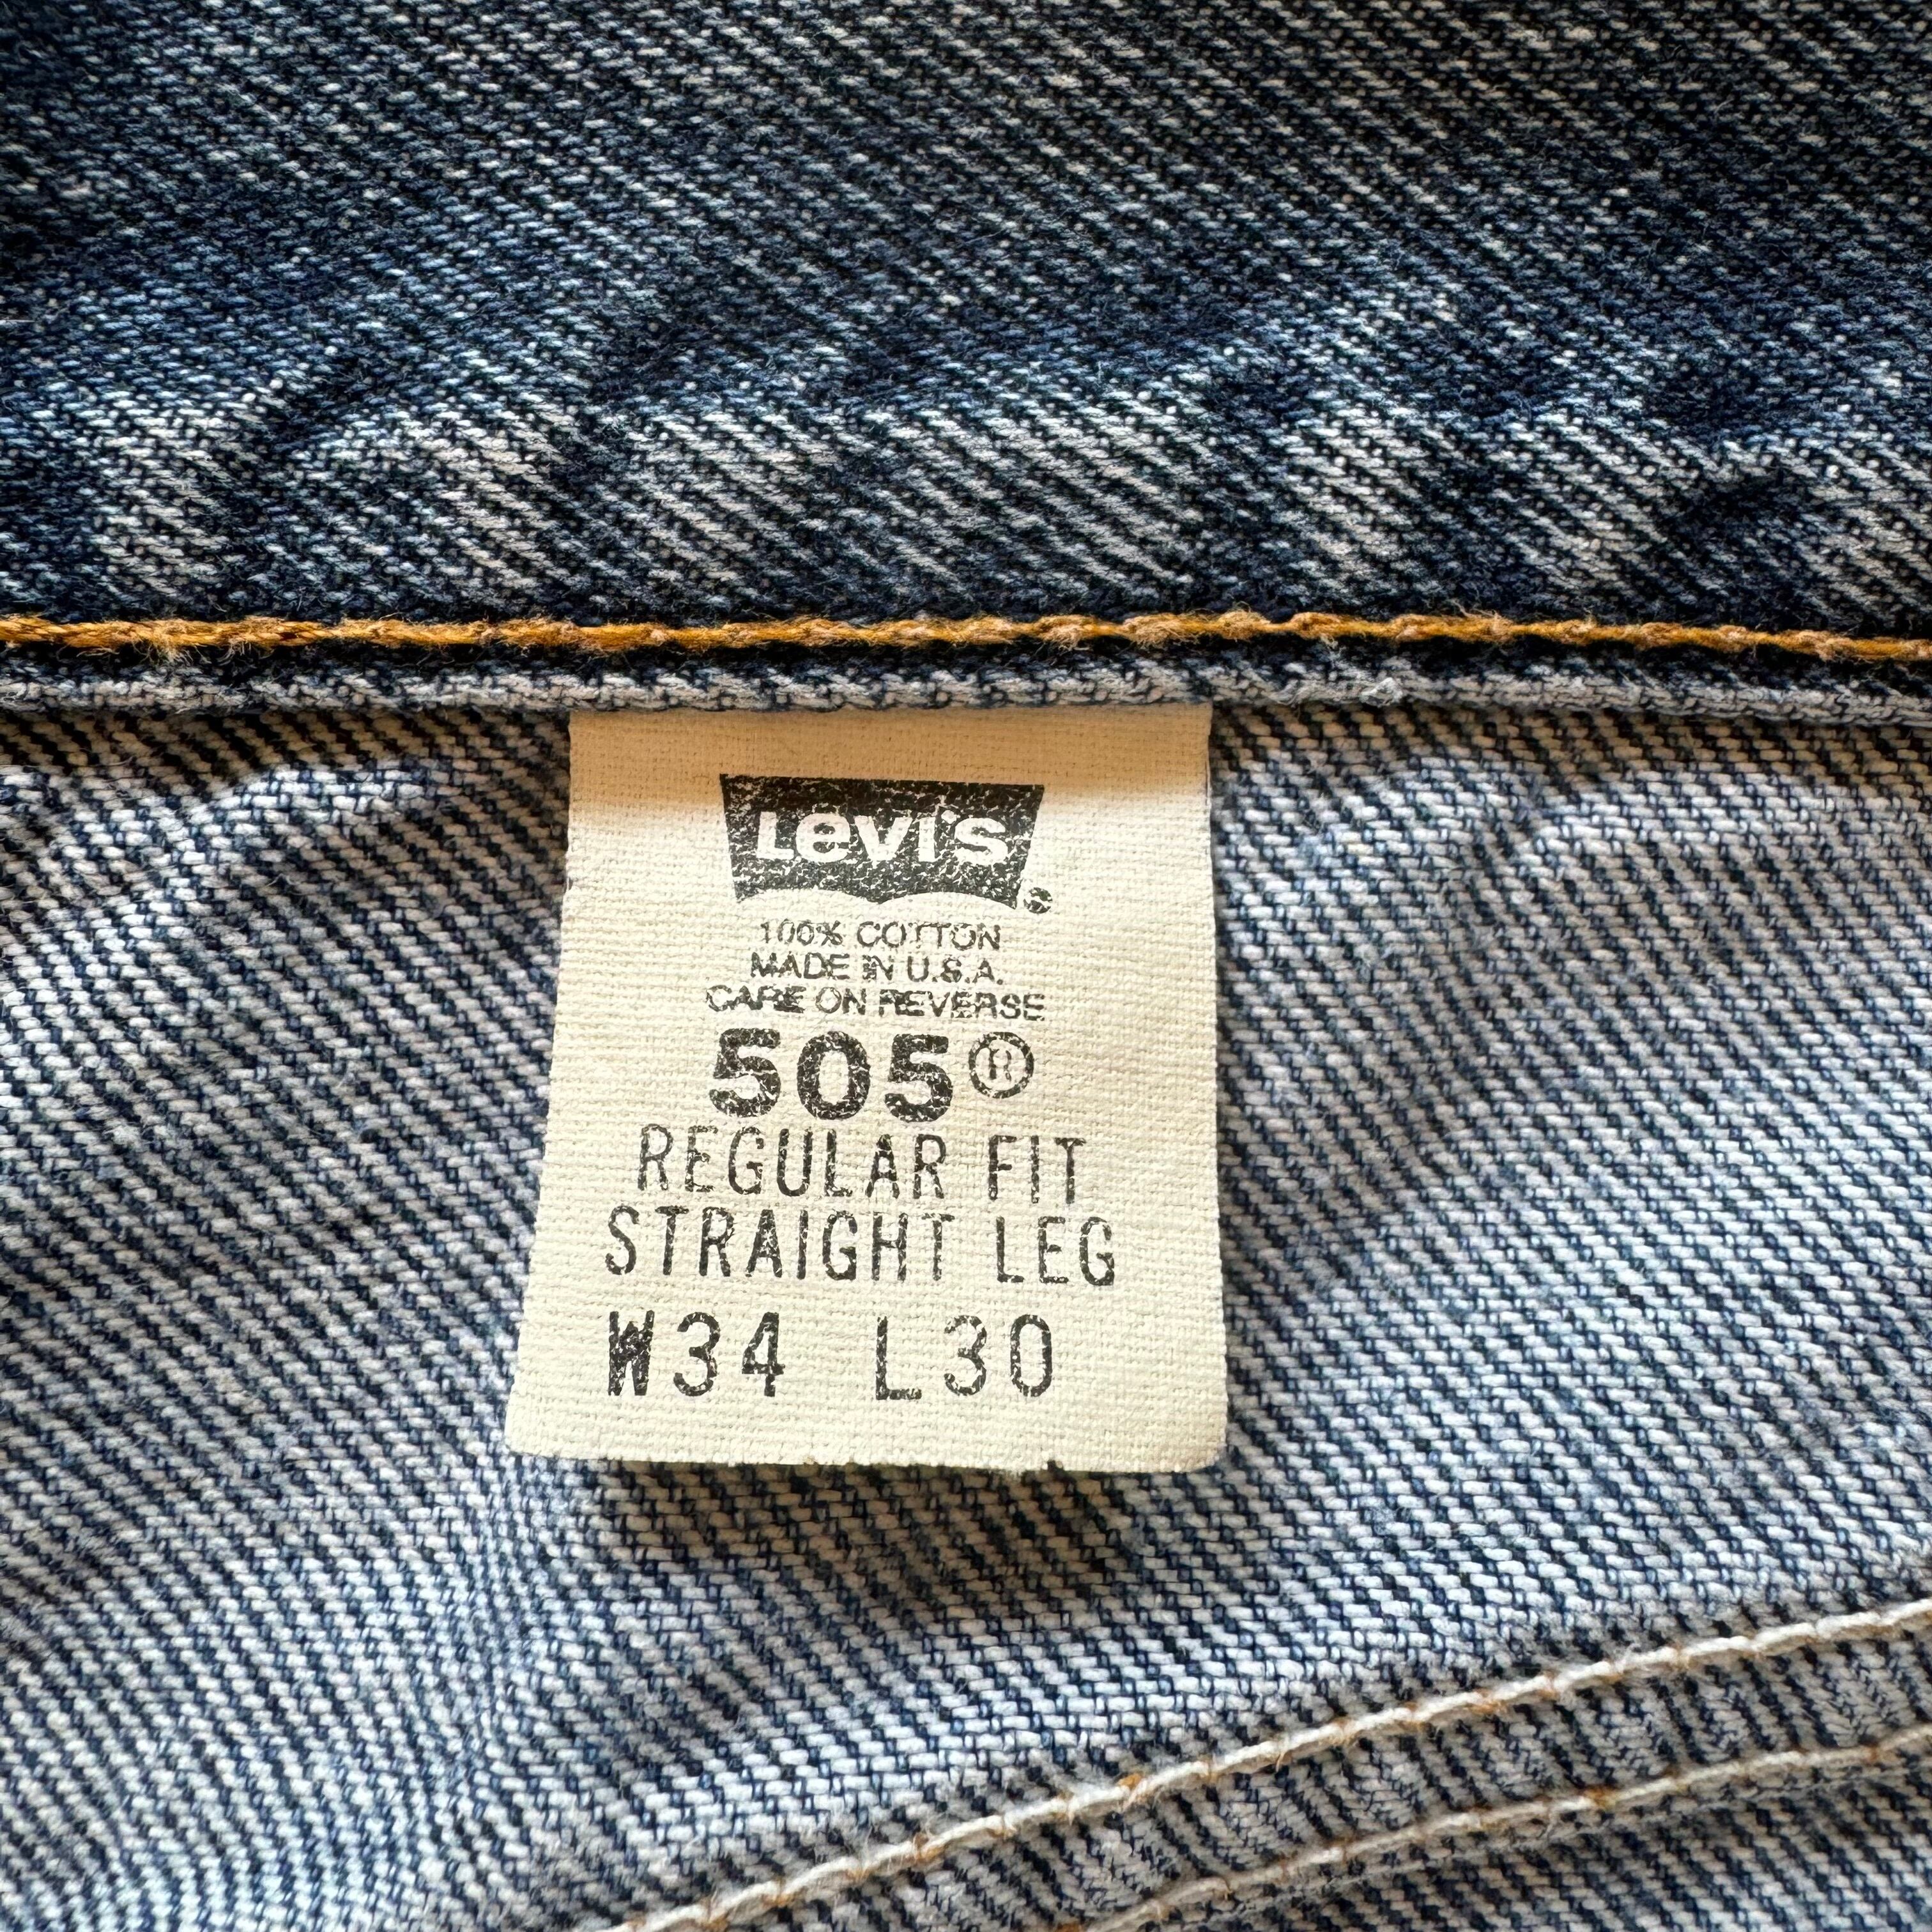 Levi's
100% COTTON
MADE IN U.S.A.
CARE ON REVERSE
505®
REGULAR FIT
STRAIGHT LEG
W34 L30